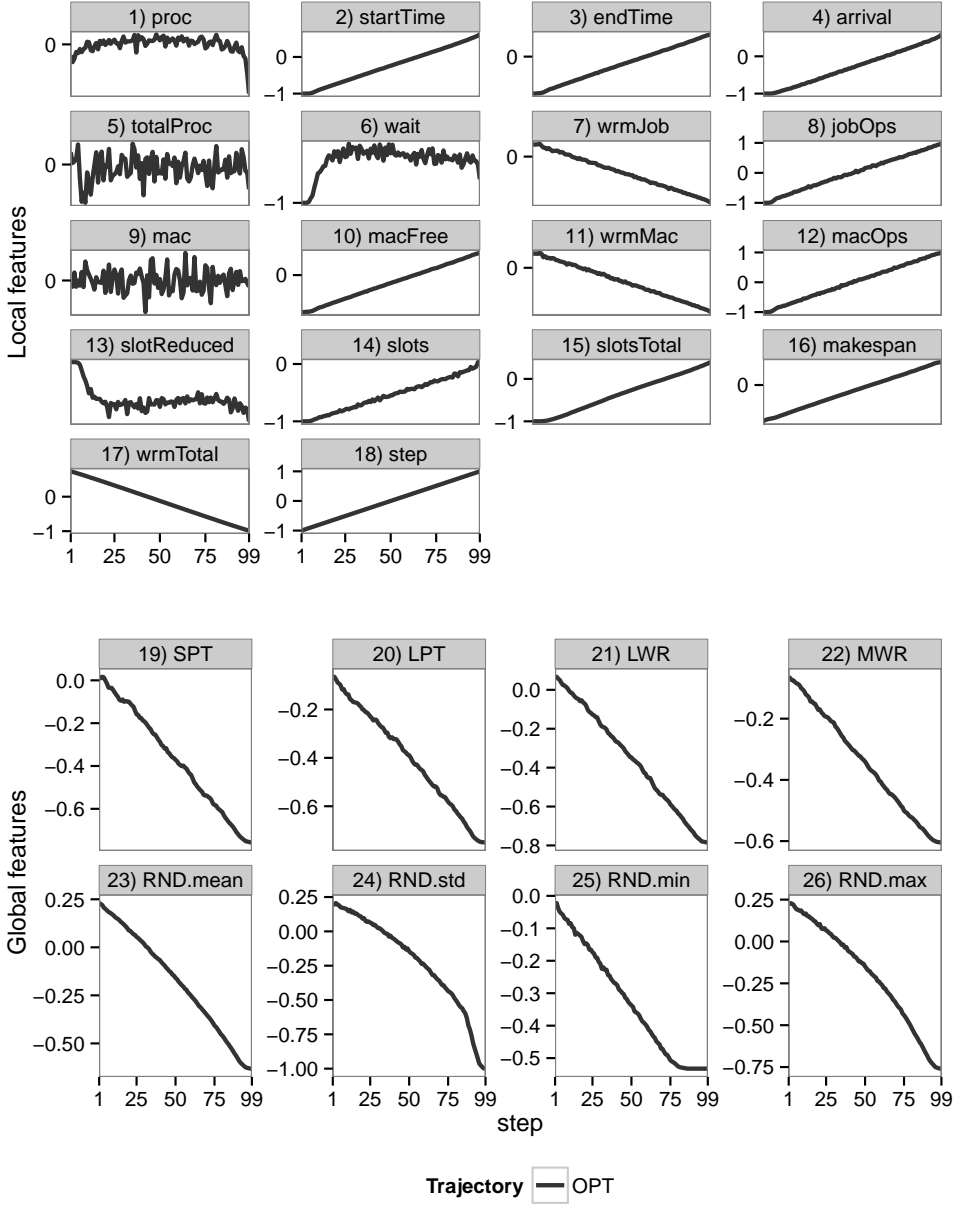 Local features
1) proc
2) startTime
3) endTime
4) arrival
0
0
−1
0
0
−1
5) totalProc
6) wait
7) wrmJob
8) jobOps
0
−1
0
1
0
−1
9) mac
10) macFree
11) wrmMac
12) macOps
0
0
0
1
0
−1
13) slotReduced
14) slots
15) slotsTotal
16) makespan
0
−1
0
−1
0
17) wrmTotal
18) step
0
−1
1
0
−1
1 25 50 75 99
1 25 50 75 99
Global features
19) SPT
20) LPT
21) LWR
22) MWR
0.0
−0.2
−0.4
−0.6
−0.2
−0.4
−0.6
0.0
−0.2
−0.4
−0.6
−0.8
−0.2
−0.4
−0.6
23) RND.mean
24) RND.std
25) RND.min
26) RND.max
0.25
0.00
−0.25
−0.50
0.25
0.00
−0.25
−0.50
−0.75
−1.00
0.0
−0.1
−0.2
−0.3
−0.4
−0.5
0.25
0.00
−0.25
−0.50
−0.75
1 25 50 75 99
1 25 50 75 99
1 25 50 75 99
1 25 50 75 99
step
Trajectory OPT